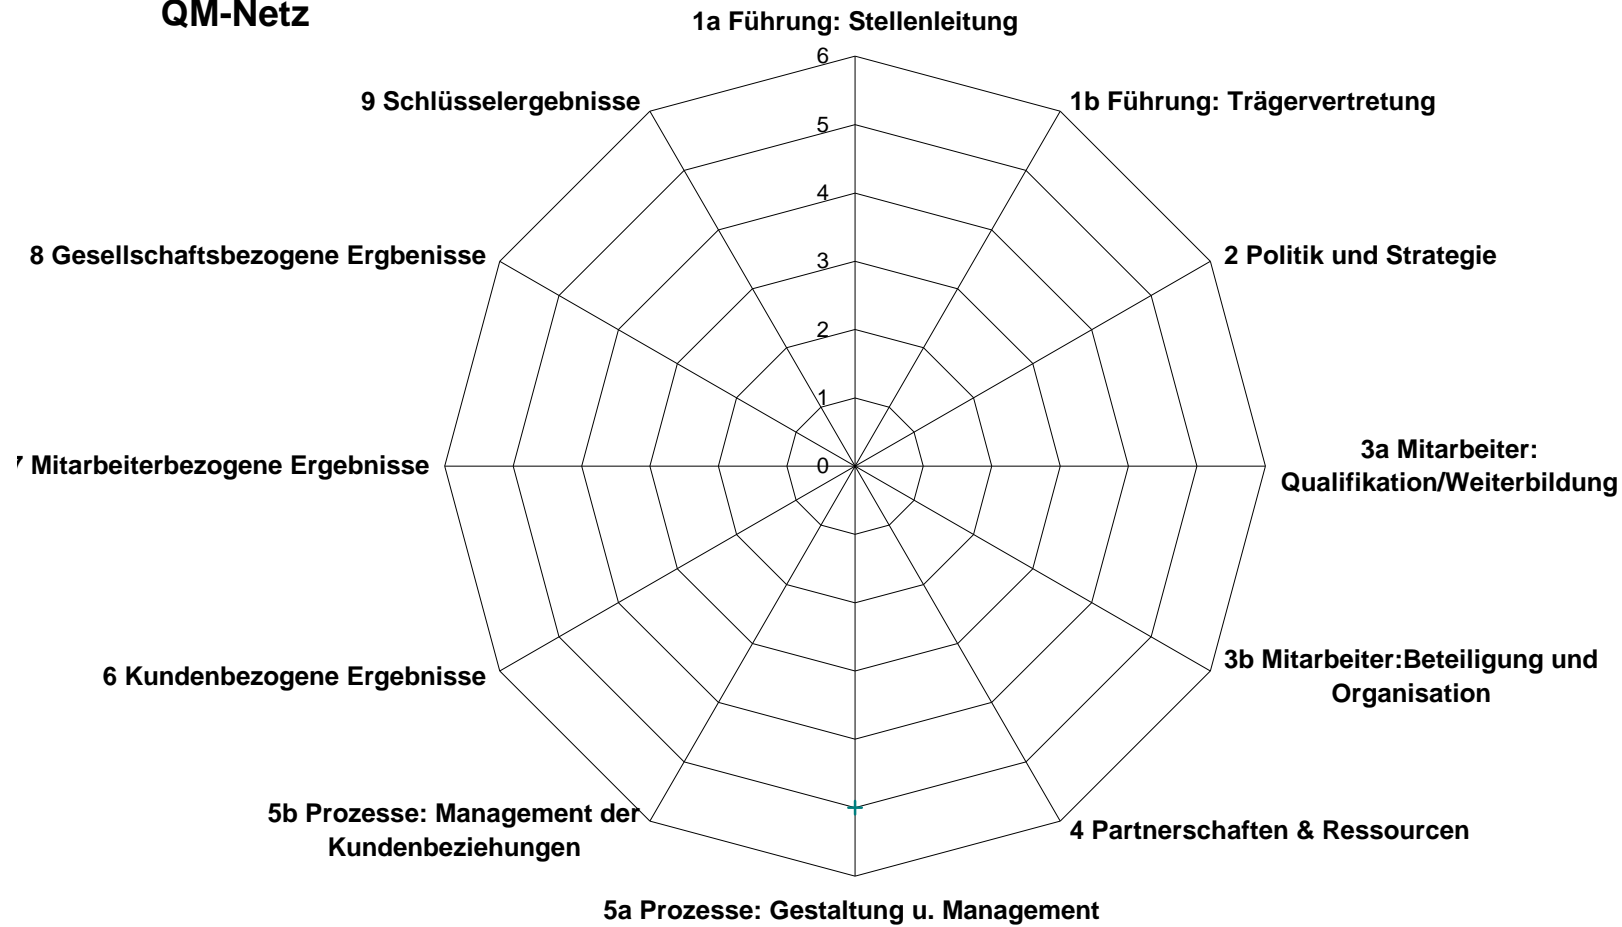 QM-Netz
1a Führung: Stellenleitung
6
9 Schlüsselergebnisse
1b Führung: Trägervertretung
5
4
8 Gesellschaftsbezogene Ergbenisse
3
2 Politik und Strategie
2
1
3a Mitarbeiter:
Qualifikation/Weiterbildung
Mitarbeiterbezogene Ergebnisse
0
3b Mitarbeiter:Beteiligung und
Organisation
6 Kundenbezogene Ergebnisse
5b Prozesse: Management der
Kundenbeziehungen
4 Partnerschaften & Ressourcen
5a Prozesse: Gestaltung u. Management